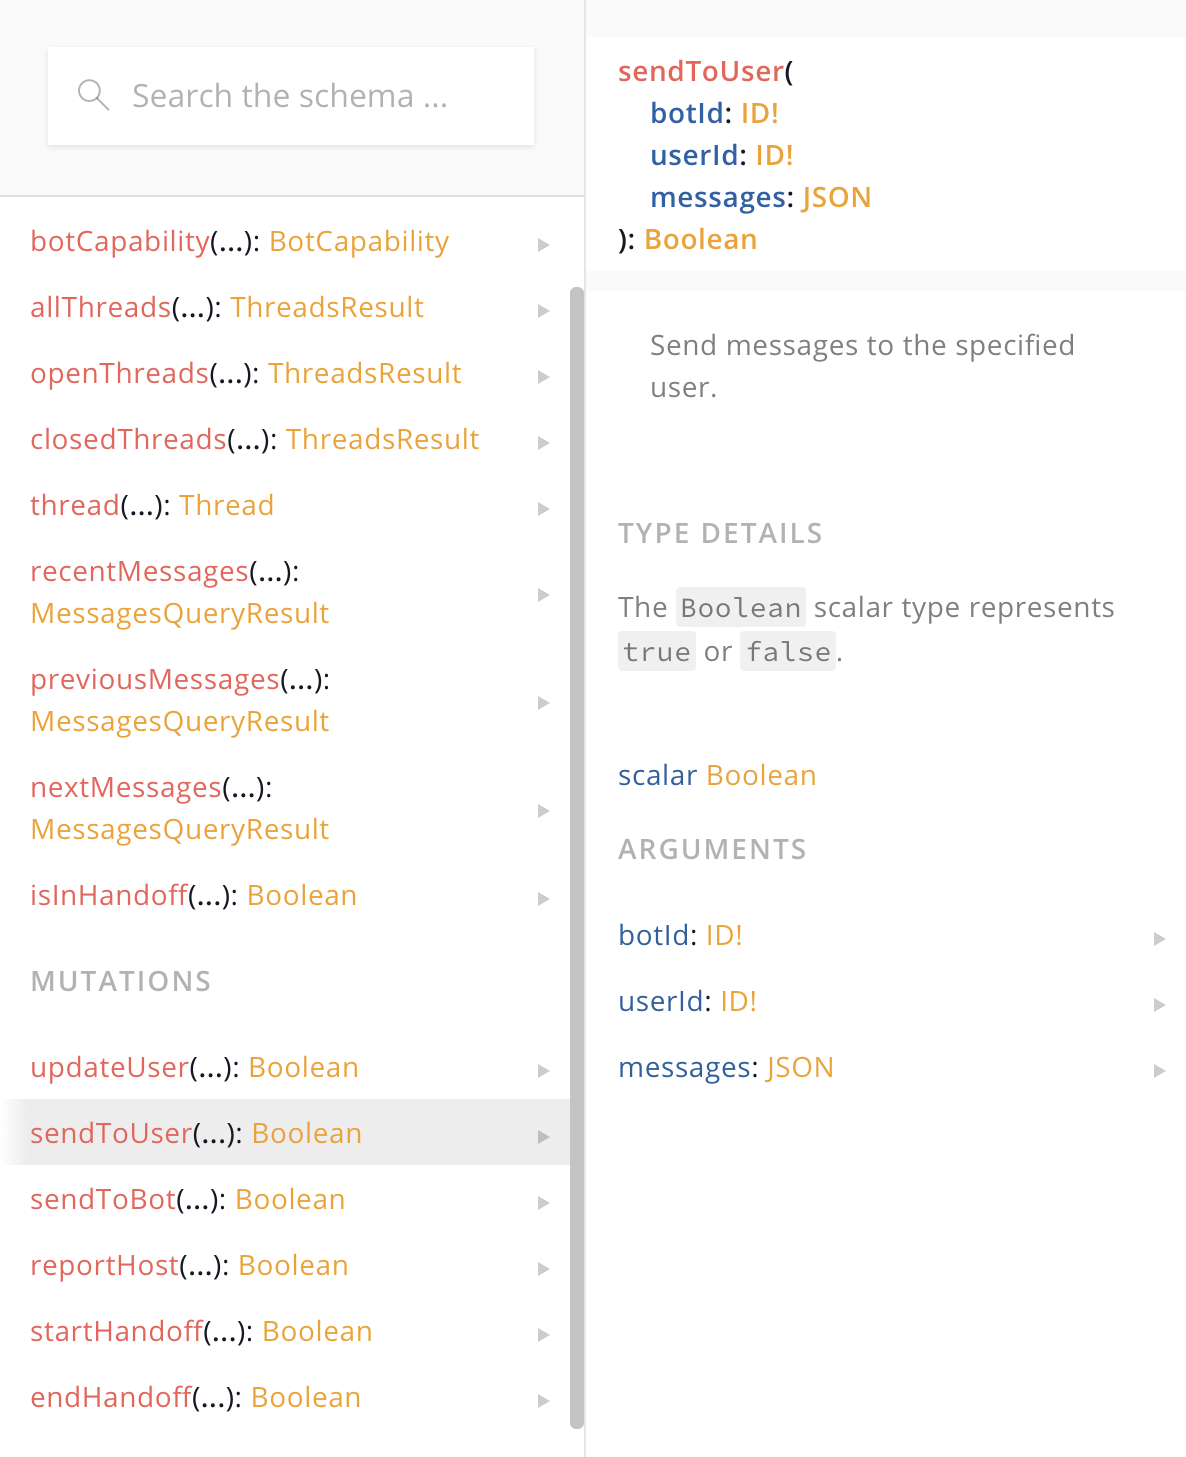 Search the schema ...
botCapability(...): BotCapability
allThreads(...): ThreadsResult
openThreads(...): ThreadsResult
closedThreads(...): ThreadsResult
thread(...): Thread
recentMessages(...):
MessagesQueryResult
previousMessages(...):
MessagesQueryResult
nextMessages(...):
MessagesQueryResult
isInHandoff(...): Boolean
MUTATIONS
updateUser(...): Boolean
sendToUser(...): Boolean
sendToBot(...): Boolean
reportHost(...): Boolean
startHandoff(...): Boolean
endHandoff(...): Boolean
sendToUser(
botId: ID!
userId: ID!
messages: JSON
): Boolean
Send messages to the specified
user.
TYPE DETAILS
The Boolean scalar type represents
true or false.
scalar Boolean
ARGUMENTS
botId: ID!
userId: ID!
messages: JSON